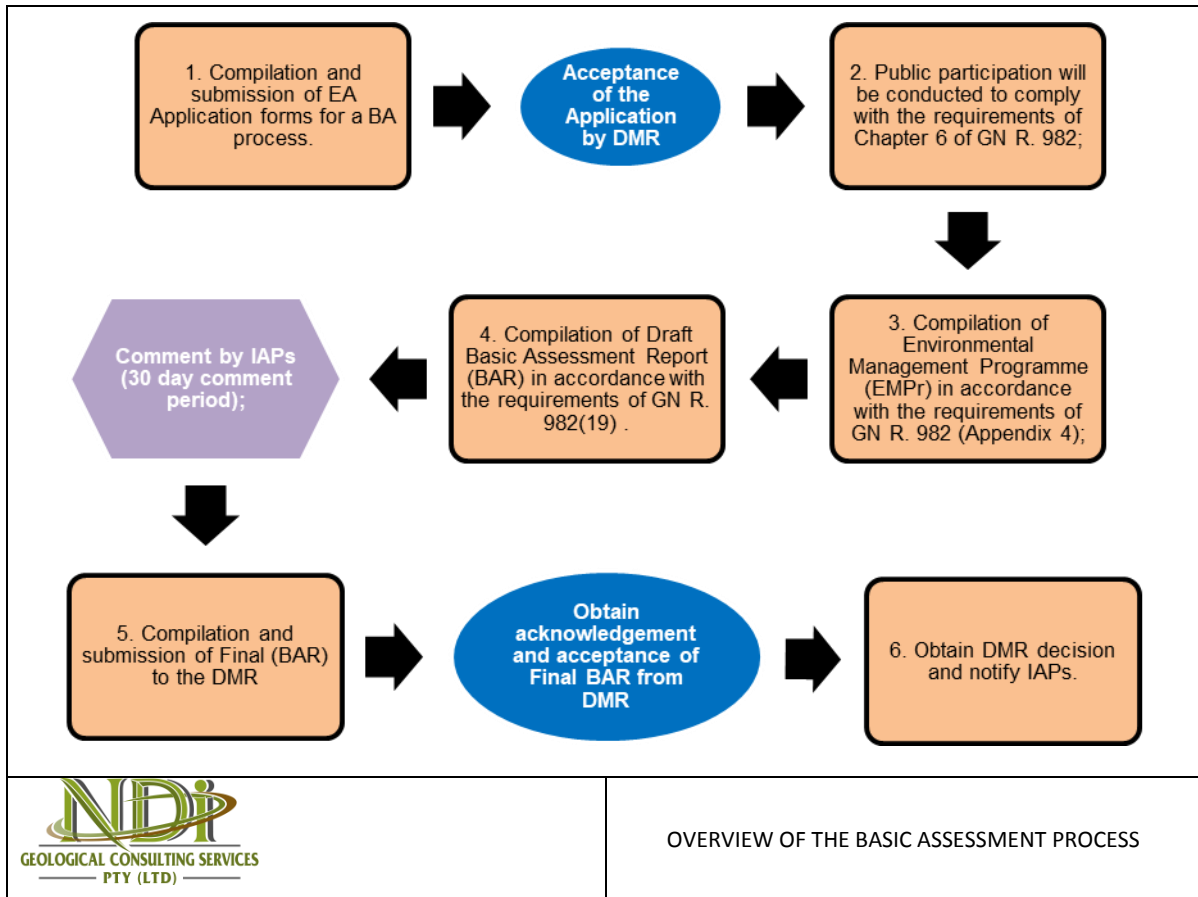 1. Compilation and
submission of EA
Application forms for a BA
process.
Acceptance
of the
Application
by DMR
2. Public participation will
be conducted to comply
with the requirements of
Chapter 6 of GN R. 982;
3. Compilation of
Environmental
Management Programme
(EMPr) in accordance
with the requirements of
GN R. 982 (Appendix 4);
4. Compilation of Draft
Basic Assessment Report
(BAR) in accordance with
the requirements of GN R.
982(19) .
Comment by IAPs
(30 day comment
period);
5. Compilation and
submission of Final (BAR)
to the DMR
Obtain
acknowledgement
and acceptance of
Final BAR from
DMR
6. Obtain DMR decision
and notify IAPs.
NDi
GEOLOGICAL CONSULTING SERVICES
PTY (LTD)
OVERVIEW OF THE BASIC ASSESSMENT PROCESS